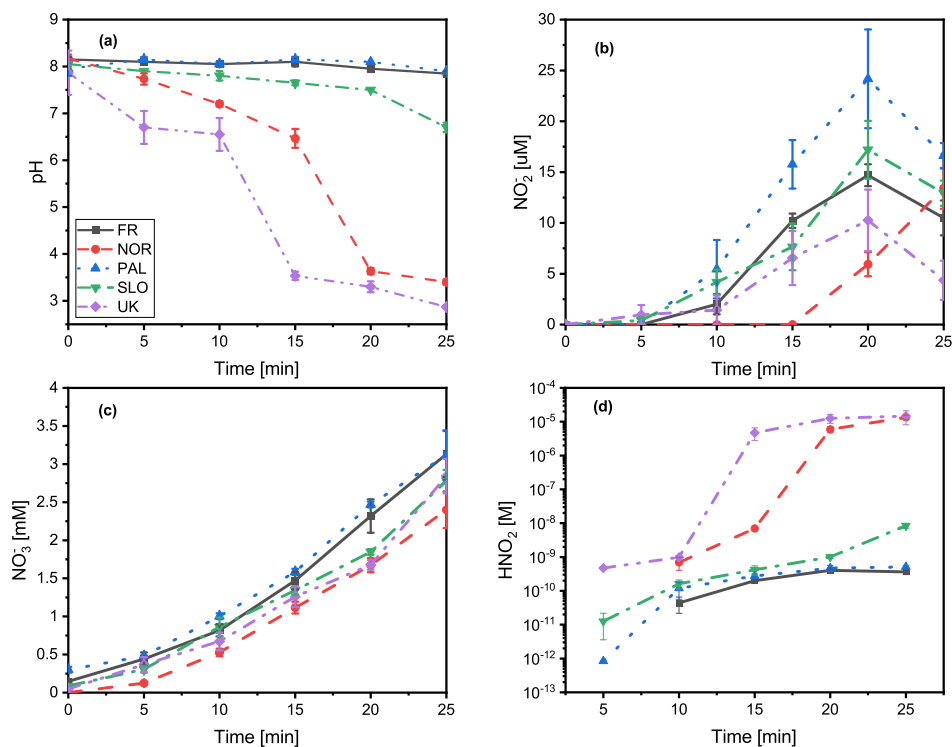 (a)
9
8
7
6
5
4
3
pH
FR
NOR
PAL
SLO
UK
0 5 10 15 20 25
Time [min]
(b)
30
25
20
15
10
5
0
NO₂⁻ [uM]
0 5 10 15 20 25
Time [min]
(c)
4
3.5
3
2.5
2
1.5
1
0.5
0
NO₃⁻ [mM]
0 5 10 15 20 25
Time [min]
(d)
10⁻⁴
10⁻⁵
10⁻⁶
10⁻⁷
10⁻⁸
10⁻⁹
10⁻¹⁰
10⁻¹¹
10⁻¹²
10⁻¹³
HNO₂ [M]
5 10 15 20 25
Time [min]